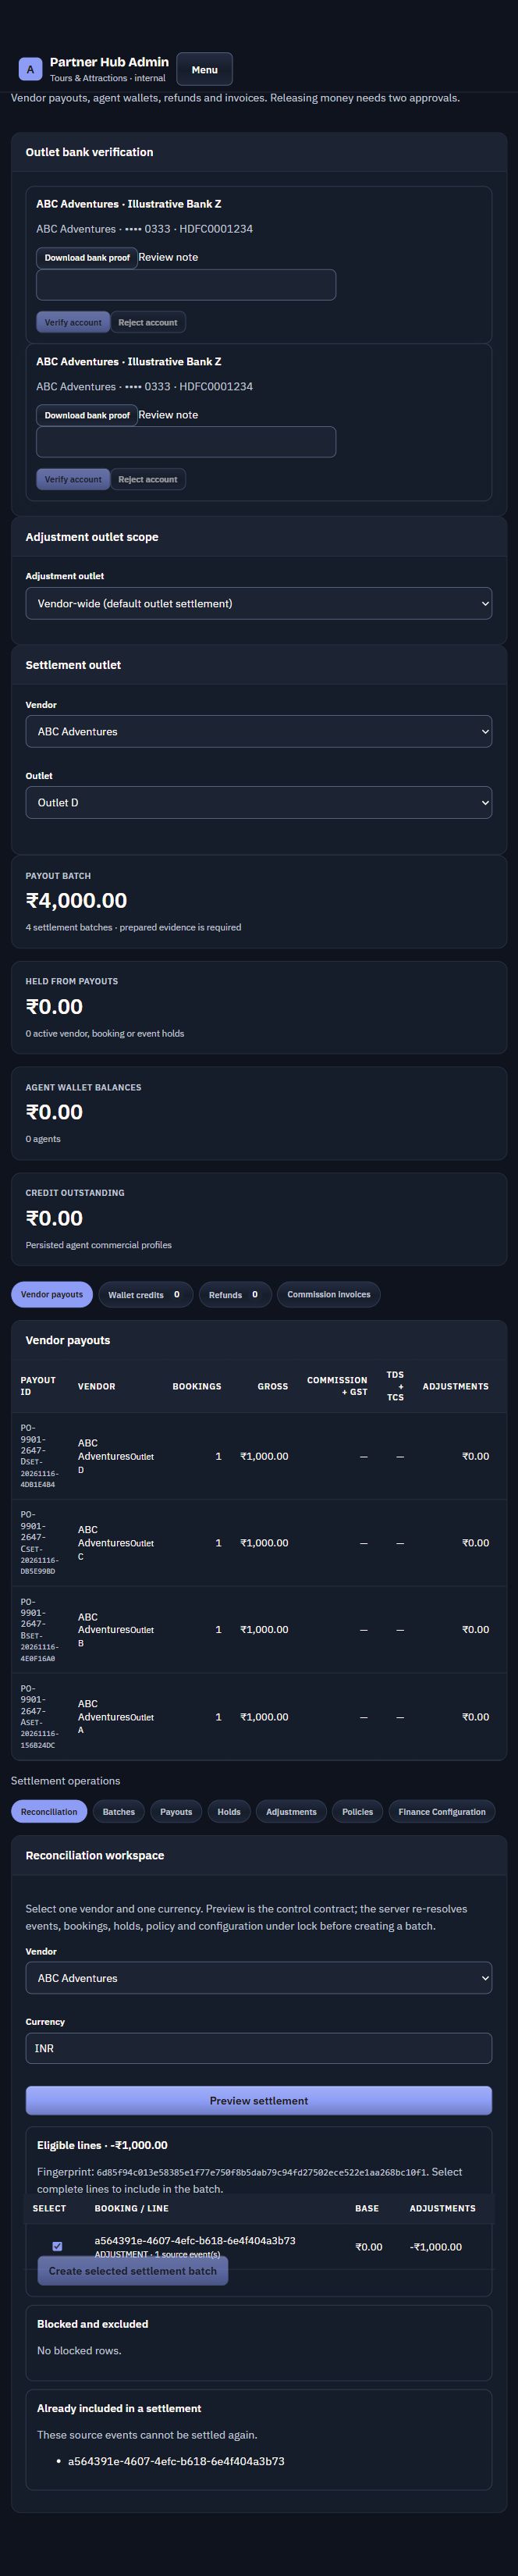 A
Partner Hub Admin
Tours & Attractions · internal
Menu
Vendor payouts, agent wallets, refunds and invoices. Releasing money needs two approvals.
Outlet bank verification
ABC Adventures · Illustrative Bank Z
ABC Adventures · •••• 0333 · HDFC0001234
Download bank proof Review note
Verify account Reject account
ABC Adventures · Illustrative Bank Z
ABC Adventures · •••• 0333 · HDFC0001234
Download bank proof Review note
Verify account Reject account
Adjustment outlet scope
Adjustment outlet
Vendor-wide (default outlet settlement)
Settlement outlet
Vendor
ABC Adventures
Outlet
Outlet D
PAYOUT BATCH
₹4,000.00
4 settlement batches · prepared evidence is required
HELD FROM PAYOUTS
₹0.00
0 active vendor, booking or event holds
AGENT WALLET BALANCES
₹0.00
0 agents
CREDIT OUTSTANDING
₹0.00
Persisted agent commercial profiles
Vendor payouts Wallet credits 0 Refunds 0 Commission invoices
Vendor payouts
PAYOUT ID VENDOR BOOKINGS GROSS COMMISSION + GST TDS + TCS ADJUSTMENTS
PO-9901-2647-DSET-20261116-4DB1E4B4 ABC AdventuresOutlet D 1 ₹1,000.00 — — ₹0.00
PO-9901-2647-CSET-20261116-DB5E99BD ABC AdventuresOutlet C 1 ₹1,000.00 — — ₹0.00
PO-9901-2647-BSET-20261116-4E0F16A0 ABC AdventuresOutlet B 1 ₹1,000.00 — — ₹0.00
PO-9901-2647-ASET-20261116-156B24DC ABC AdventuresOutlet A 1 ₹1,000.00 — — ₹0.00
Settlement operations
Reconciliation Batches Payouts Holds Adjustments Policies Finance Configuration
Reconciliation workspace
Select one vendor and one currency. Preview is the control contract; the server re-resolves
events, bookings, holds, policy and configuration under lock before creating a batch.
Vendor
ABC Adventures
Currency
INR
Preview settlement
Eligible lines · -₹1,000.00
Fingerprint: 6d85f94c013e58385e1f77e750f8b5dab79c94fd27502ece522e1aa268bc10f1. Select
complete lines to include in the batch.
SELECT BOOKING / LINE BASE ADJUSTMENTS
a564391e-4607-4efc-b618-6e4f404a3b73 ₹0.00 -₹1,000.00
ADJUSTMENT · 1 source event(s)
Create selected settlement batch
Blocked and excluded
No blocked rows.
Already included in a settlement
These source events cannot be settled again.
• a564391e-4607-4efc-b618-6e4f404a3b73